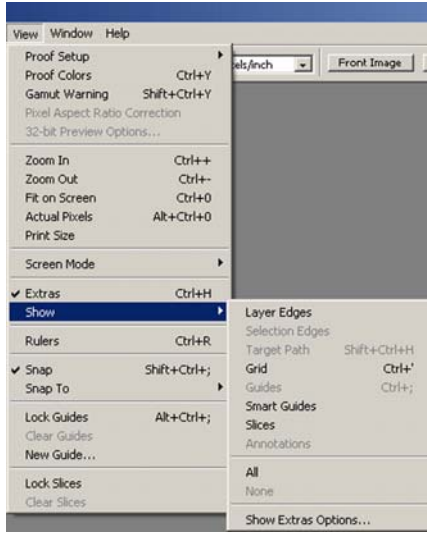 View Window Help
els/inch Front Image
Proof Setup
Proof Colors Ctrl+Y
Gamut Warning Shift+Ctrl+Y
Pixel Aspect Ratio Correction
32-bit Preview Options...
Zoom In Ctrl++
Zoom Out Ctrl+-
Fit on Screen Ctrl+0
Actual Pixels Alt+Ctrl+0
Print Size
Screen Mode
Extras Ctrl+H
Show
Rulers Ctrl+R
Snap Shift+Ctrl+;
Snap To
Lock Guides Alt+Ctrl+;
Clear Guides
New Guide...
Lock Slices
Clear Slices
Layer Edges
Selection Edges
Target Path Shift+Ctrl+H
Grid Ctrl+'
Guides Ctrl+;
Smart Guides
Slices
Annotations
All
None
Show Extras Options...